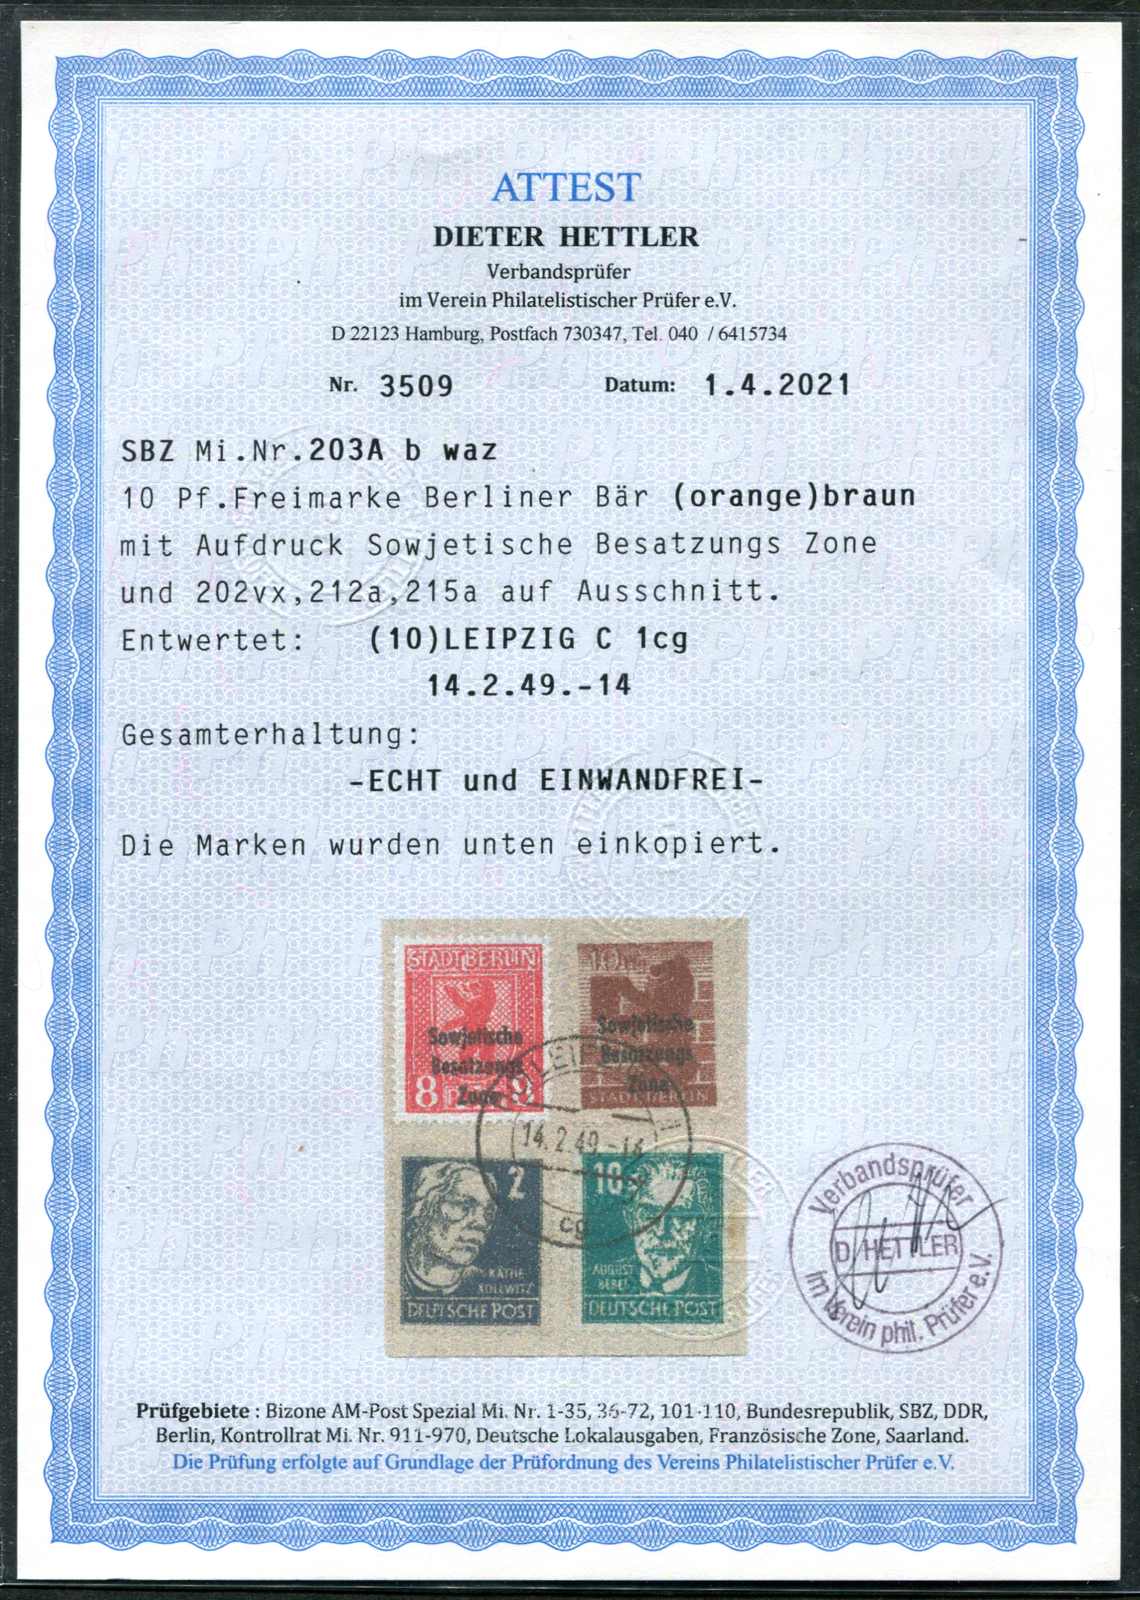 ATTEST
DIETER HETTLER
Verbandsprüfer
im Verein Philatelistischer Prüfer e.V.
D 22123 Hamburg, Postfach 730347, Tel. 040 / 6415734
Nr. 3509 Datum: 1.4.2021
SBZ Mi.Nr.203A b waz
10 Pf.Freimarke Berliner Bär (orange)braun
mit Aufdruck Sowjetische Besatzungs Zone
und 202vx,212a,215a auf Ausschnitt.
Entwertet: (10)LEIPZIG C 1cg
14.2.49.-14
Gesamterhaltung:
-ECHT und EINWANDFREI-
Die Marken wurden unten einkopiert.
STADT BERLIN
Sowjetische
Besatzungs
Zone
8 9
10
Sowjetische
Besatzungs
Zone
STADT BERLIN
14.2.49.-14
cg
2
KÄTHE
KOLLWITZ
DEUTSCHE POST
10
AUGUST
BEBEL
DEUTSCHE POST
Verbandsprüfer
D. HETTLER
im Verein phil. Prüfer e.V.
Prüfgebiete : Bizone AM-Post Spezial Mi. Nr. 1-35, 36-72, 101-110, Bundesrepublik, SBZ, DDR,
Berlin, Kontrollrat Mi. Nr. 911-970, Deutsche Lokalausgaben, Französische Zone, Saarland.
Die Prüfung erfolgte auf Grundlage der Prüfordnung des Vereins Philatelistischer Prüfer e.V.